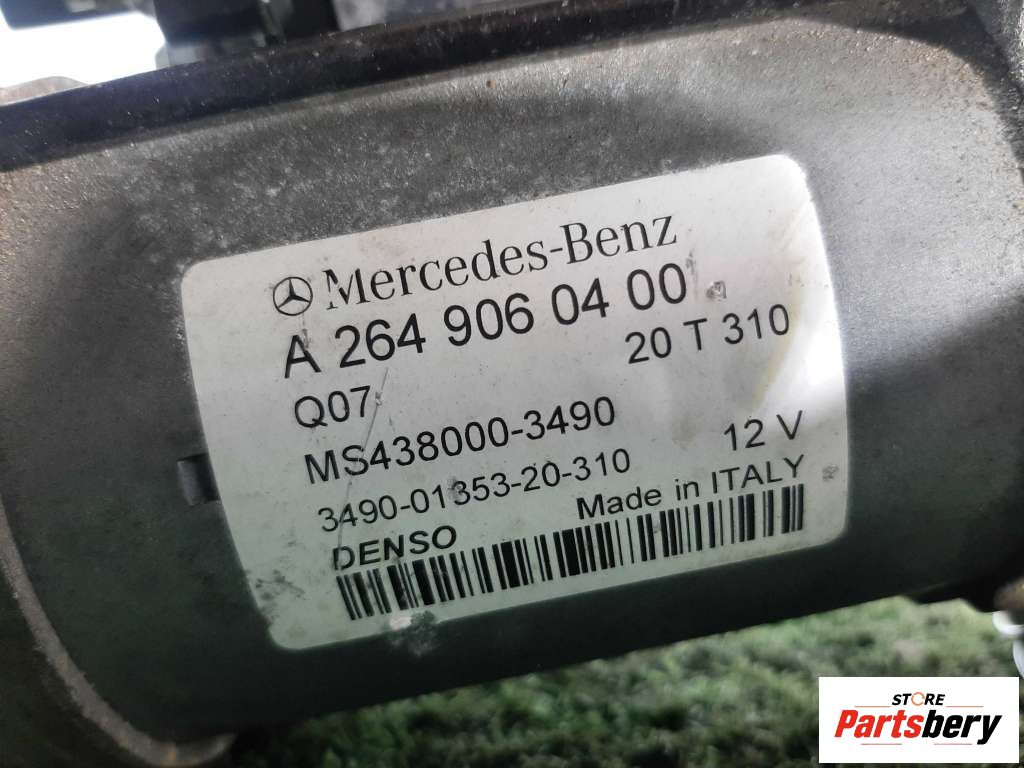 Mercedes-Benz
A 264 906 04 00
Q07 20 T 310
MS438000-3490
12 V
3490-01353-20-310
DENSO Made in ITALY
STORE
Partsbery